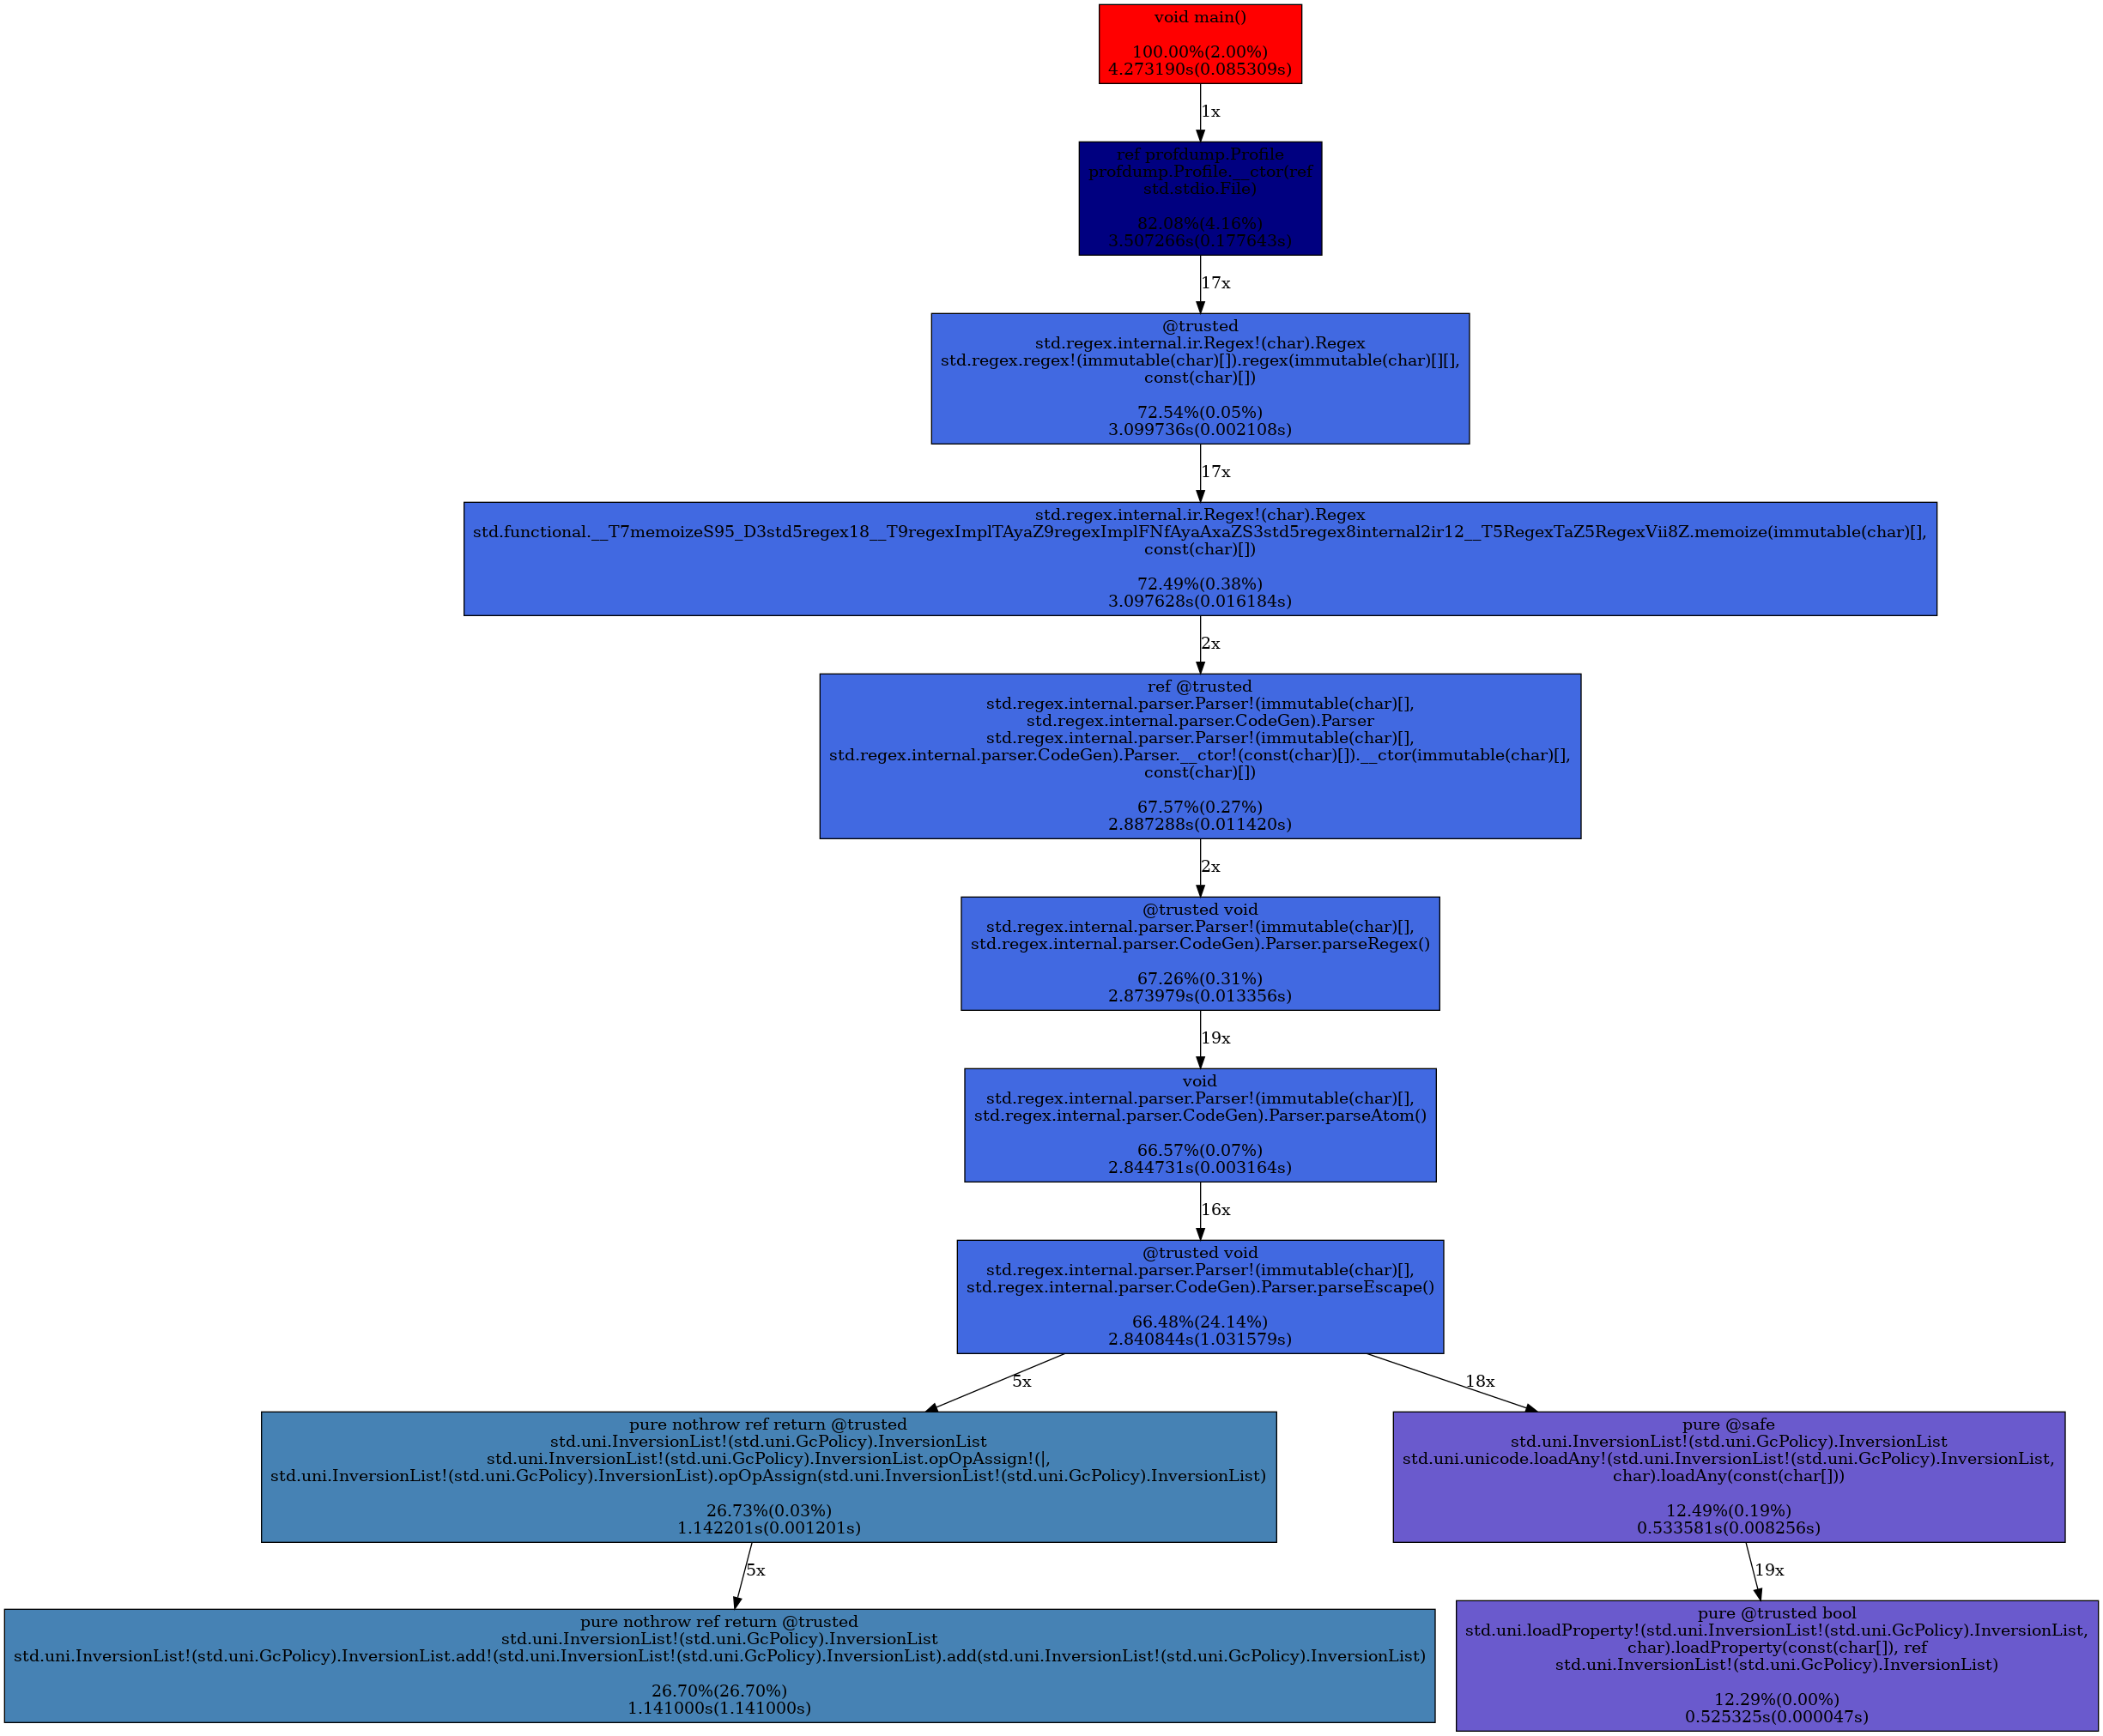 void main()
100.00%(2.00%)
4.273190s(0.085309s)
1x
ref profdump.Profile
profdump.Profile.__ctor(ref
std.stdio.File)
82.08%(4.16%)
3.507266s(0.177643s)
17x
@trusted
std.regex.internal.ir.Regex!(char).Regex
std.regex.regex!(immutable(char)[]).regex(immutable(char)[][],
const(char)[])
72.54%(0.05%)
3.099736s(0.002108s)
17x
std.regex.internal.ir.Regex!(char).Regex
std.functional.__T7memoizeS95_D3std5regex18__T9regexImplTAyaZ9regexImplFNfAyaAxaZS3std5regex8internal2ir12__T5RegexTaZ5RegexVii8Z.memoize(immutable(char)[],
const(char)[])
72.49%(0.38%)
3.097628s(0.016184s)
2x
ref @trusted
std.regex.internal.parser.Parser!(immutable(char)[],
std.regex.internal.parser.CodeGen).Parser
std.regex.internal.parser.Parser!(immutable(char)[],
std.regex.internal.parser.CodeGen).Parser.__ctor!(const(char)[]).__ctor(immutable(char)[],
const(char)[])
67.57%(0.27%)
2.887288s(0.011420s)
2x
@trusted void
std.regex.internal.parser.Parser!(immutable(char)[],
std.regex.internal.parser.CodeGen).Parser.parseRegex()
67.26%(0.31%)
2.873979s(0.013356s)
19x
void
std.regex.internal.parser.Parser!(immutable(char)[],
std.regex.internal.parser.CodeGen).Parser.parseAtom()
66.57%(0.07%)
2.844731s(0.003164s)
16x
@trusted void
std.regex.internal.parser.Parser!(immutable(char)[],
std.regex.internal.parser.CodeGen).Parser.parseEscape()
66.48%(24.14%)
2.840844s(1.031579s)
5x
18x
pure nothrow ref return @trusted
std.uni.InversionList!(std.uni.GcPolicy).InversionList
std.uni.InversionList!(std.uni.GcPolicy).InversionList.opOpAssign!(|,
std.uni.InversionList!(std.uni.GcPolicy).InversionList).opOpAssign(std.uni.InversionList!(std.uni.GcPolicy).InversionList)
26.73%(0.03%)
1.142201s(0.001201s)
pure @safe
std.uni.InversionList!(std.uni.GcPolicy).InversionList
std.uni.unicode.loadAny!(std.uni.InversionList!(std.uni.GcPolicy).InversionList,
char).loadAny(const(char[]))
12.49%(0.19%)
0.533581s(0.008256s)
5x
19x
pure nothrow ref return @trusted
std.uni.InversionList!(std.uni.GcPolicy).InversionList
std.uni.InversionList!(std.uni.GcPolicy).InversionList.add!(std.uni.InversionList!(std.uni.GcPolicy).InversionList).add(std.uni.InversionList!(std.uni.GcPolicy).InversionList)
26.70%(26.70%)
1.141000s(1.141000s)
pure @trusted bool
std.uni.loadProperty!(std.uni.InversionList!(std.uni.GcPolicy).InversionList,
char).loadProperty(const(char[]), ref
std.uni.InversionList!(std.uni.GcPolicy).InversionList)
12.29%(0.00%)
0.525325s(0.000047s)